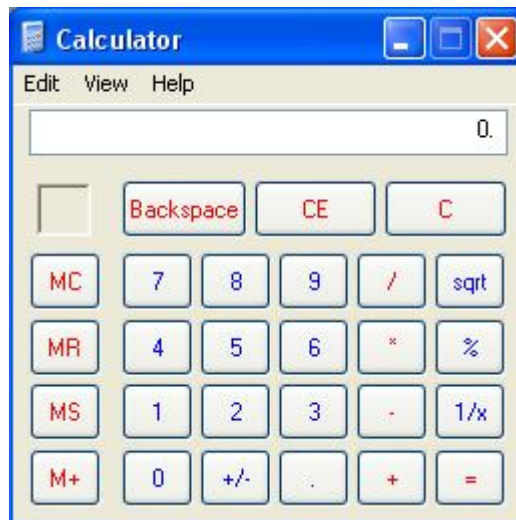 Calculator
Edit View Help
0.
Backspace CE C
MC 7 8 9 / sqrt
MR 4 5 6 * %
MS 1 2 3 - 1/x
M+ 0 +/- . + =